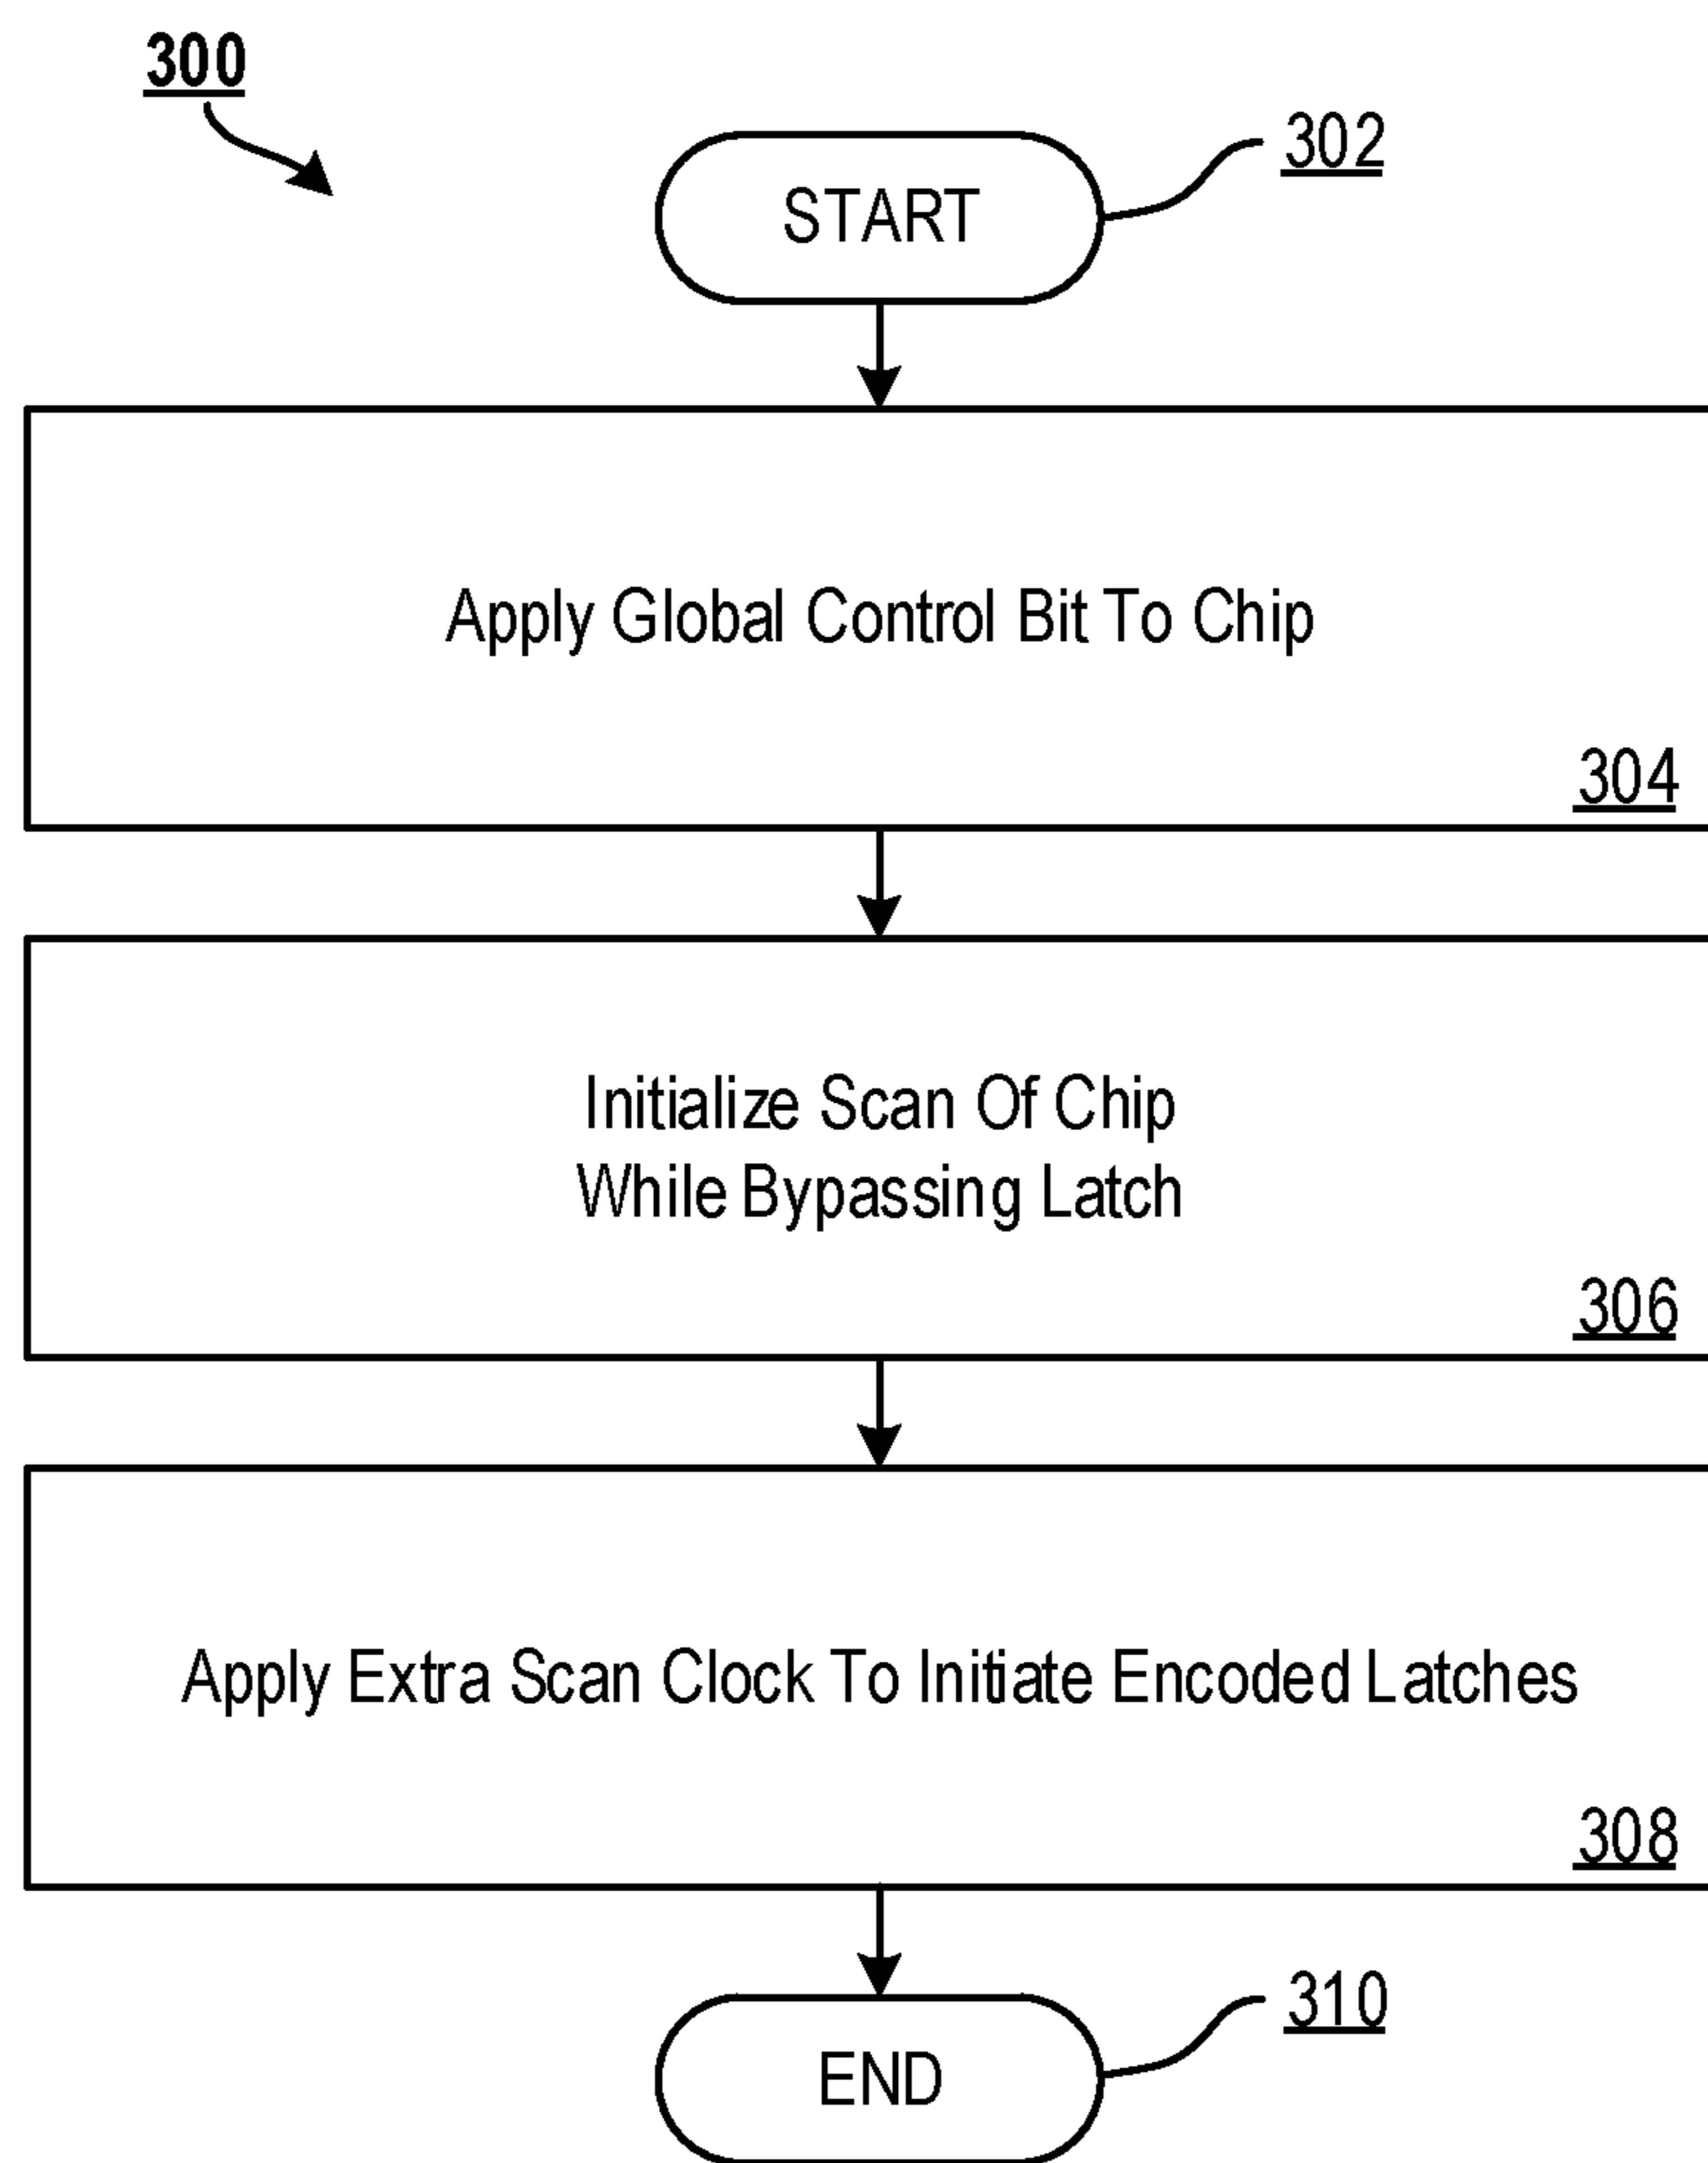 300
302
START
Apply Global Control Bit To Chip
304
Initialize Scan Of Chip
While Bypassing Latch
306
Apply Extra Scan Clock To Initiate Encoded Latches
308
310
END